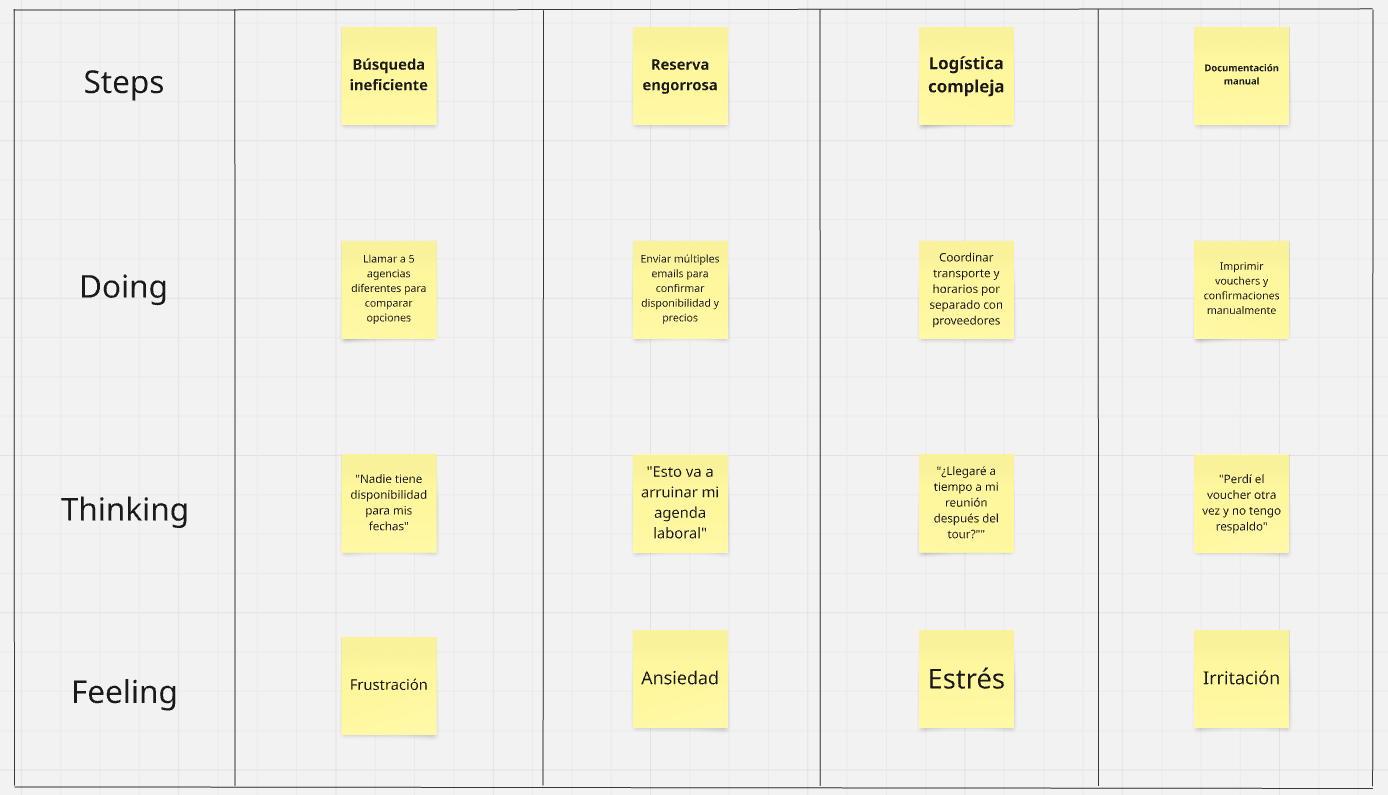 Steps
Búsqueda
ineficiente
Reserva
engorrosa
Logística
compleja
Documentación
manual
Doing
Llamar a 5
agencias
diferentes para
comparar
opciones
Enviar múltiples
emails para
confirmar
disponibilidad y
precios
Coordinar
transporte y
horarios por
separado con
proveedores
Imprimir
vouchers y
confirmaciones
manualmente
Thinking
"Nadie tiene
disponibilidad
para mis
fechas"
"Esto va a
arruinar mi
agenda
laboral"
"¿Llegaré a
tiempo a mi
reunión
después del
tour?""
"Perdí el
voucher otra
vez y no tengo
respaldo"
Feeling
Frustración
Ansiedad
Estrés
Irritación